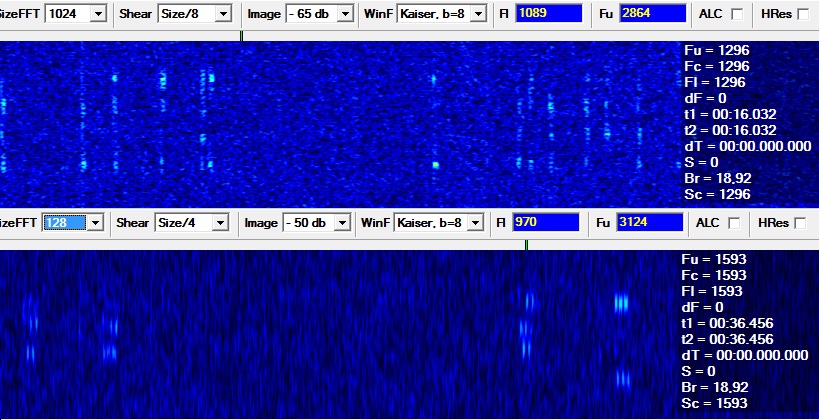 izeFFT 1024 Shear Size/8 Image - 65 db WinF Kaiser, b=8 Fl 1089 Fu 2864 ALC HRes
Fu = 1296
Fc = 1296
Fl = 1296
dF = 0
t1 = 00:16.032
t2 = 00:16.032
dT = 00:00.000.000
S = 0
Br = 18,92
Sc = 1296
izeFFT 128 Shear Size/4 Image - 50 db WinF Kaiser, b=8 Fl 970 Fu 3124 ALC HRes
Fu = 1593
Fc = 1593
Fl = 1593
dF = 0
t1 = 00:36.456
t2 = 00:36.456
dT = 00:00.000.000
S = 0
Br = 18,92
Sc = 1593